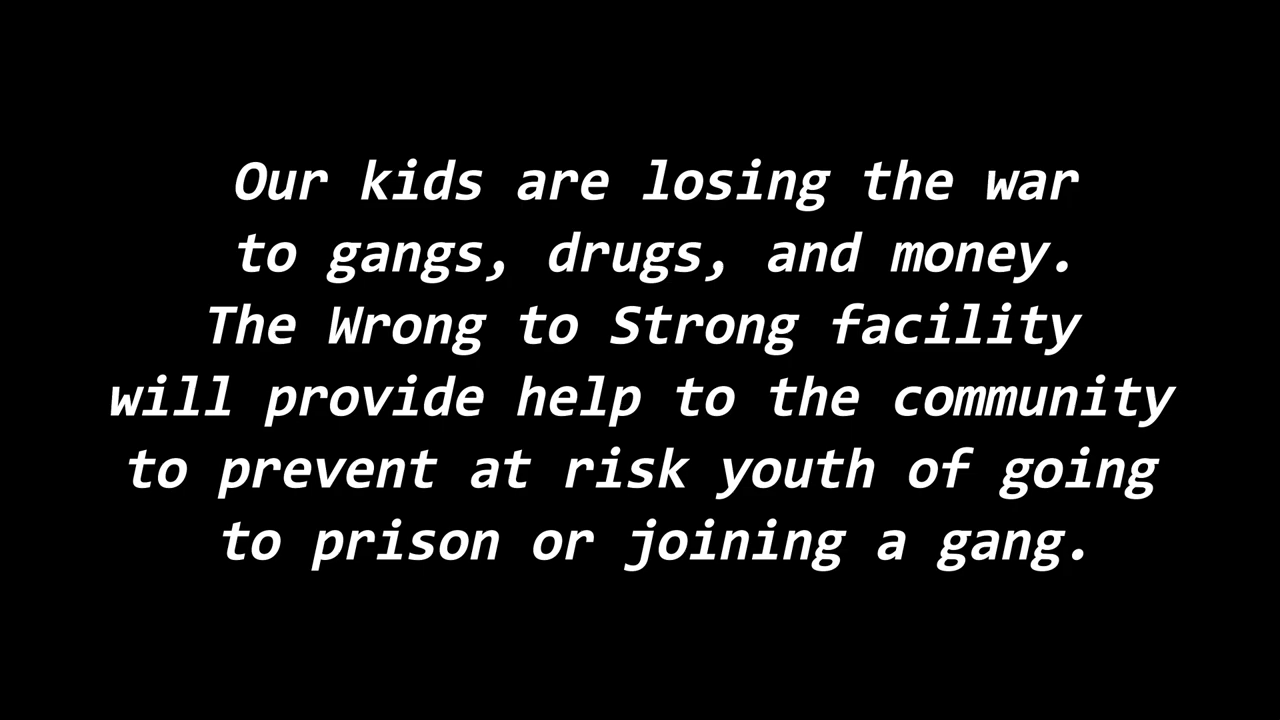 Our kids are losing the war
to gangs, drugs, and money.
The Wrong to Strong facility
will provide help to the community
to prevent at risk youth of going
to prison or joining a gang.